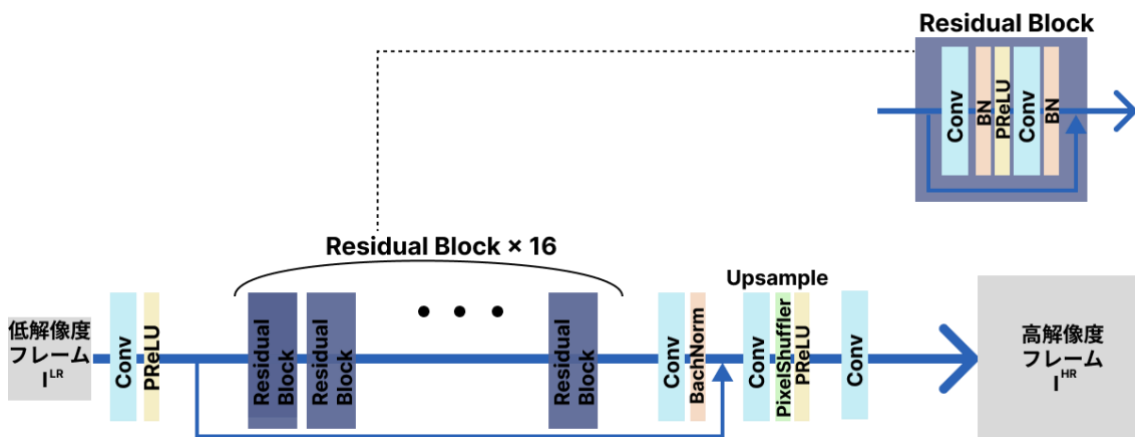 Residual Block
Conv
BN
PReLU
Conv
BN
Residual Block × 16
Upsample
低解像度
フレーム
I^LR
Conv
PReLU
Residual
Block
Residual
Block
Residual
Block
Conv
BachNorm
Conv
PixelShuffler
PReLU
Conv
高解像度
フレーム
I^HR